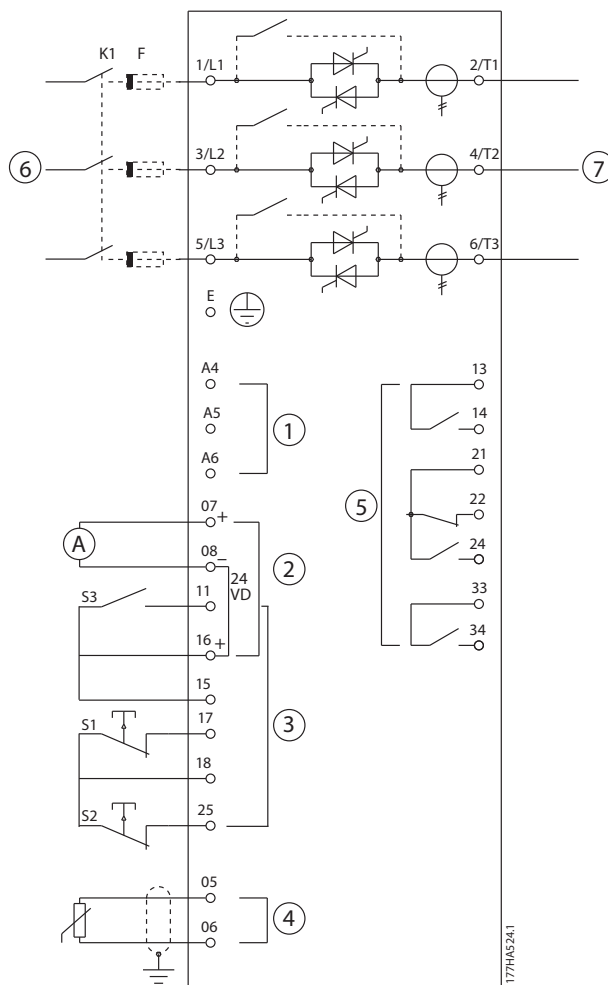 K1 F 1/L1 2/T1
6 3/L2 4/T2 7
5/L3 6/T3
E
A4 13
A5 1 14
A6 21
5 22
07 + 24
A 08 – 2
24 VD
S3 11 33
16 + 34
15
S1 17 3
18
S2 25
05
4
06
177HA524.1